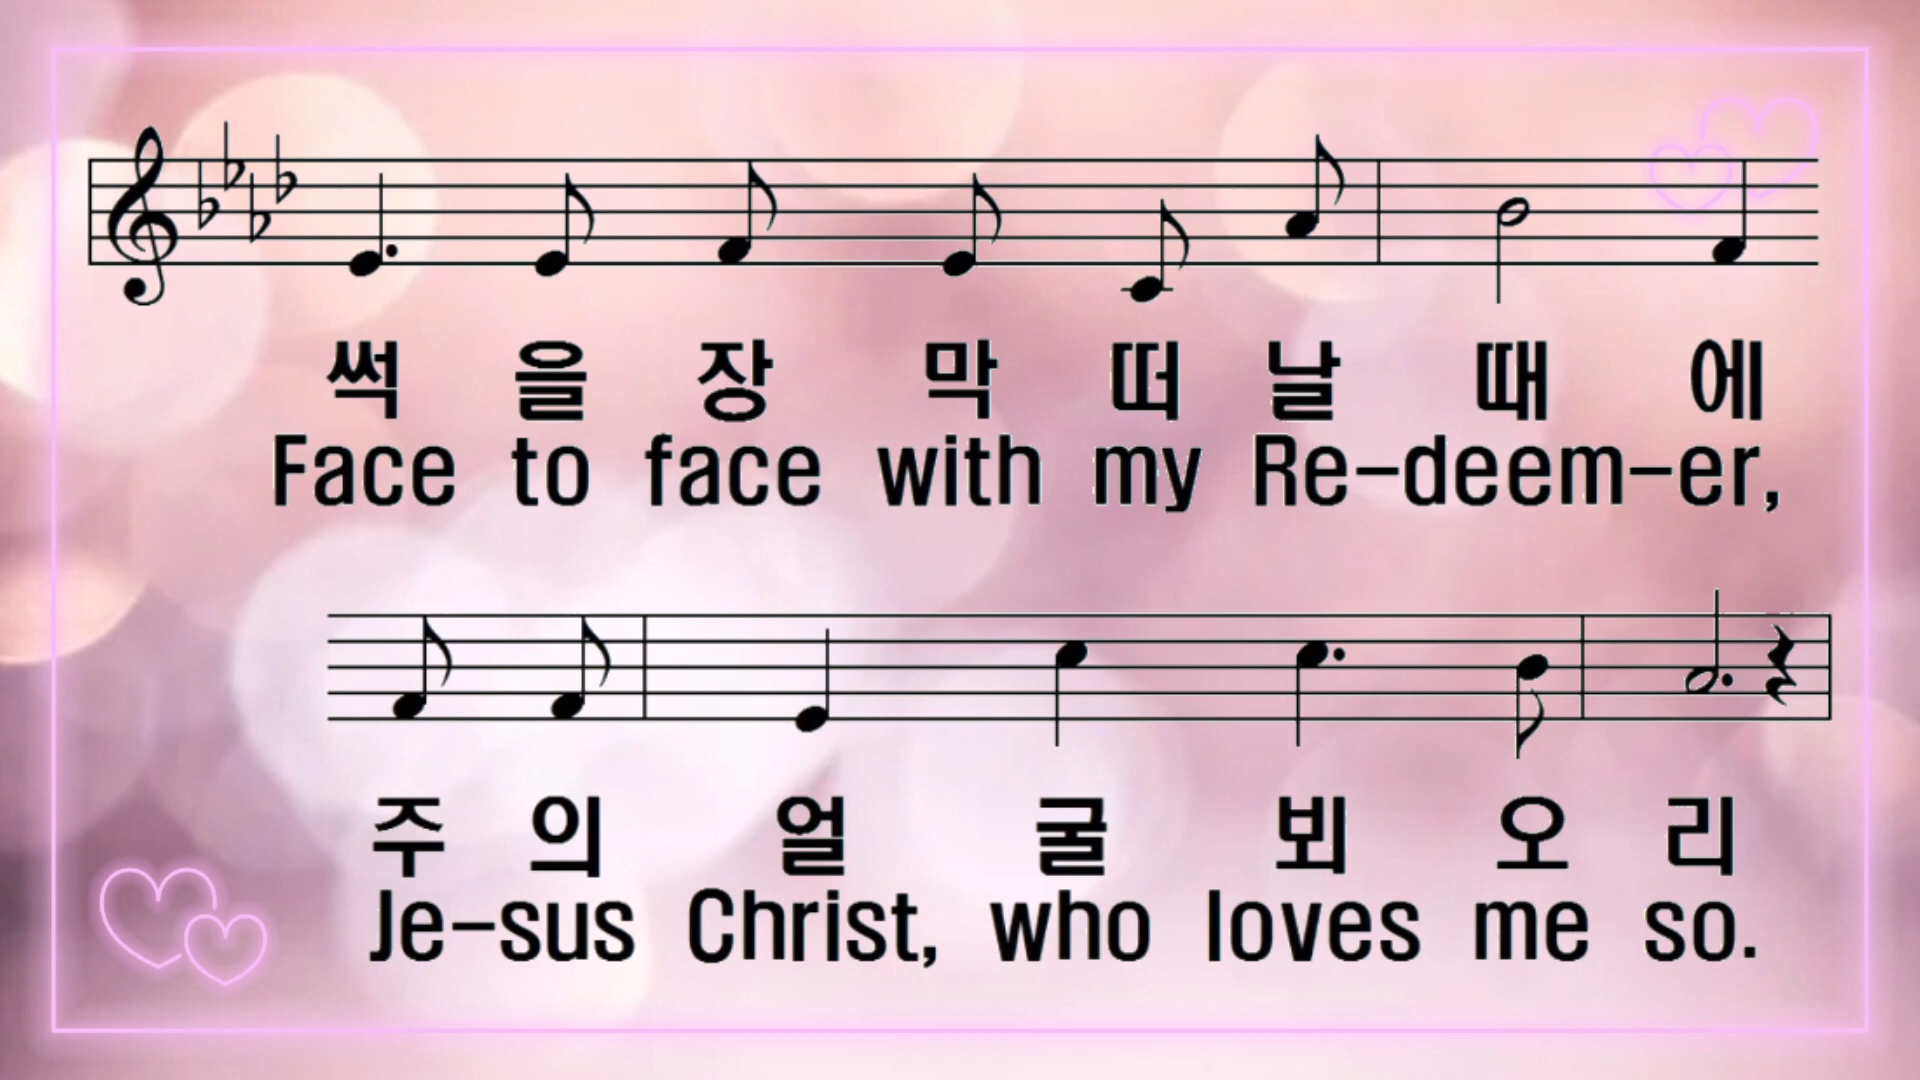 썩 을 장 막 떠 날 때 에
Face to face with my Re-deem-er,
주 의 얼 굴 뵈 오 리
Je-sus Christ, who loves me so.